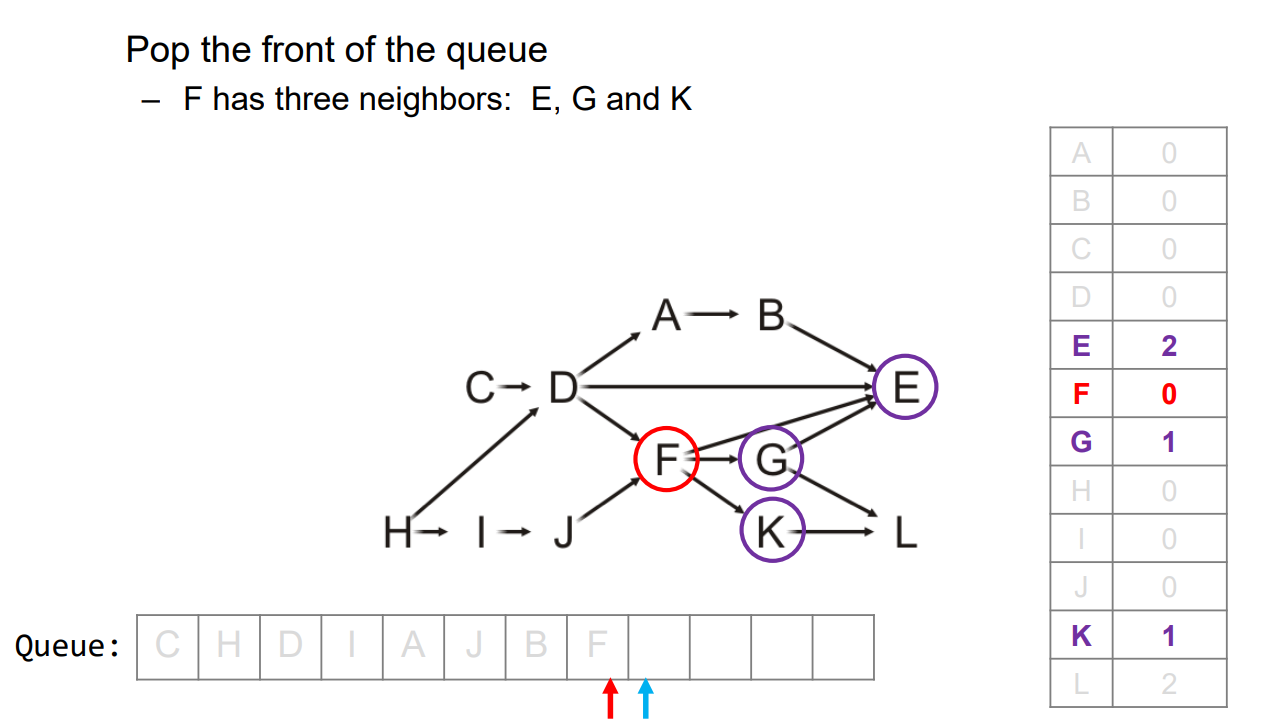 Pop the front of the queue
– F has three neighbors: E, G and K
A 0
B 0
C 0
D 0
E 2
F 0
G 1
H 0
I 0
J 0
K 1
L 2
A B
C D E
F G
H I J K L
Queue: C H D I A J B F